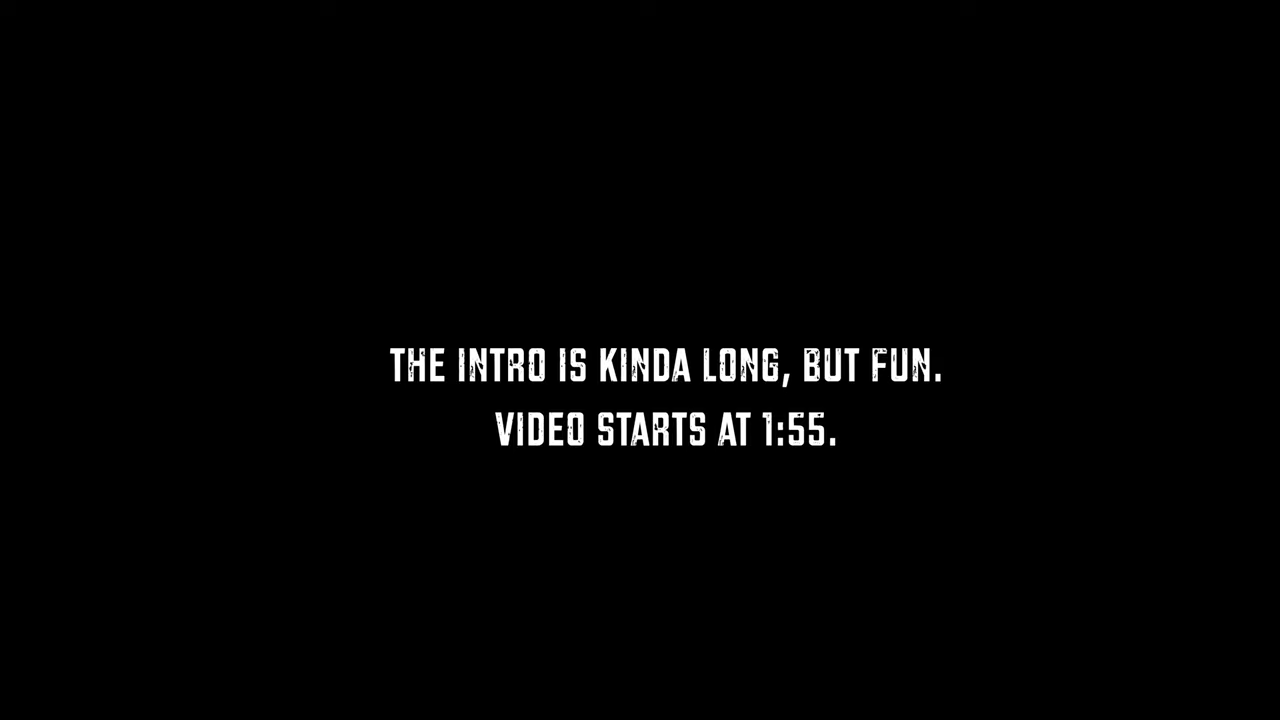 THE INTRO IS KINDA LONG, BUT FUN.
VIDEO STARTS AT 1:55.